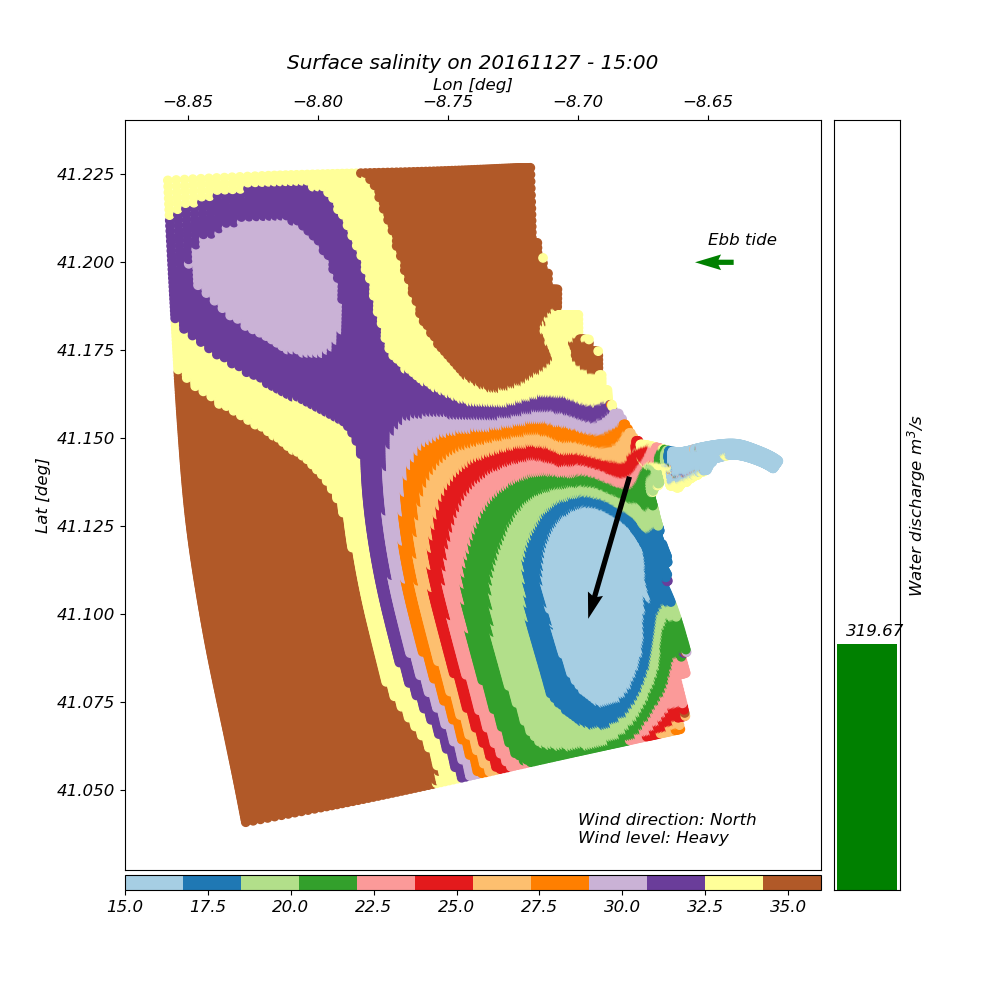 Surface salinity on 20161127 - 15:00
Lon [deg]
−8.85 −8.80 −8.75 −8.70 −8.65
41.225
41.200
41.175
41.150
41.125
41.100
41.075
41.050
Lat [deg]
Ebb tide
Wind direction: North
Wind level: Heavy
15.0 17.5 20.0 22.5 25.0 27.5 30.0 32.5 35.0
319.67
Water discharge m³/s